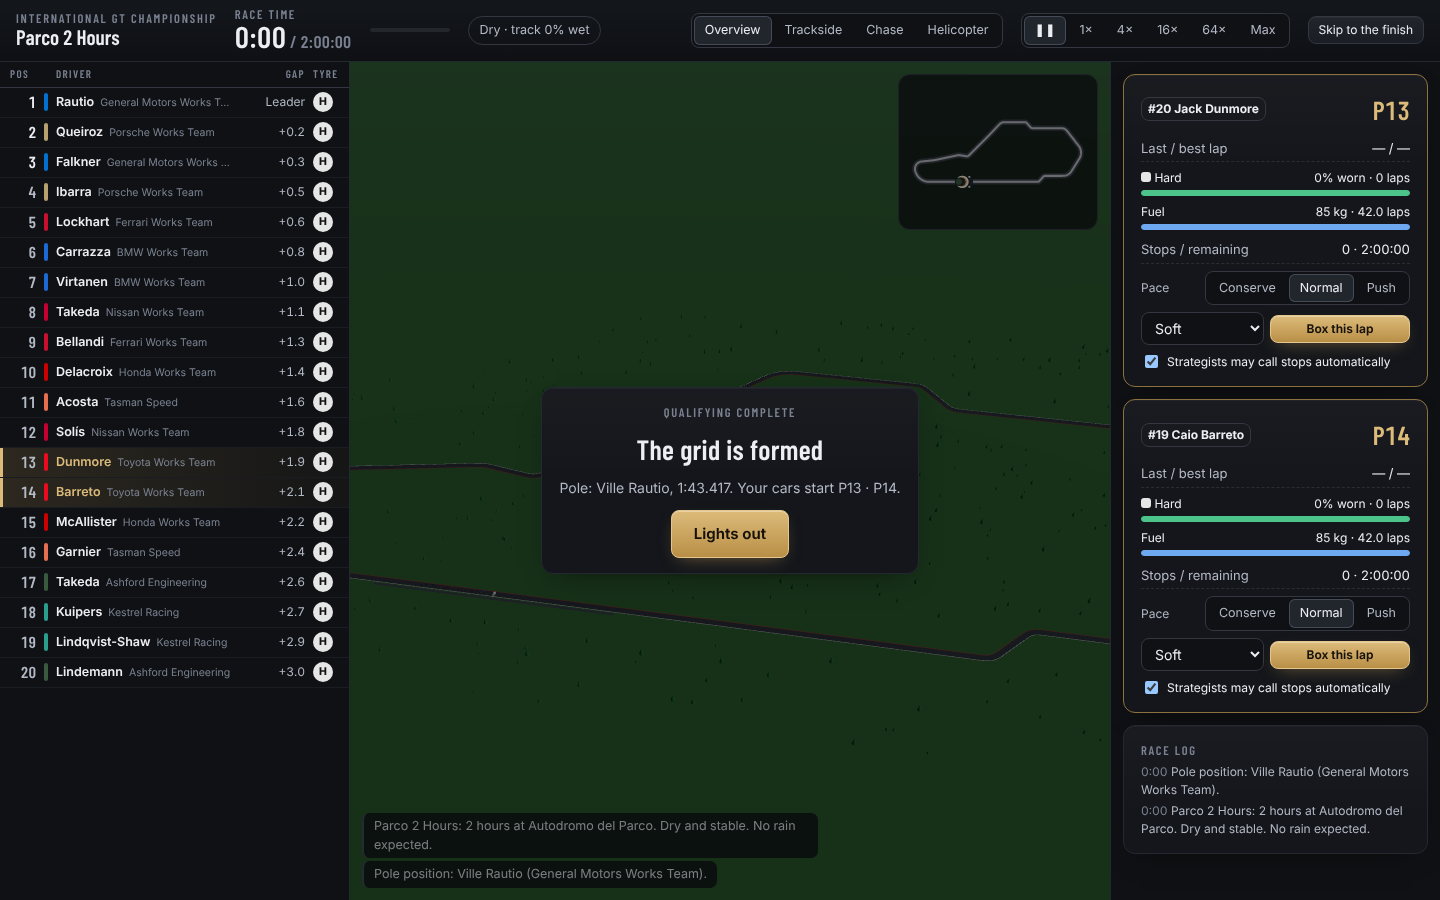 INTERNATIONAL GT CHAMPIONSHIP
Parco 2 Hours
RACE TIME
0:00 / 2:00:00
Dry · track 0% wet
Overview Trackside Chase Helicopter
❚❚ 1× 4× 16× 64× Max
Skip to the finish
POS DRIVER GAP TYRE
1 Rautio General Motors Works T... Leader H
2 Queiroz Porsche Works Team +0.2 H
3 Falkner General Motors Works ... +0.3 H
4 Ibarra Porsche Works Team +0.5 H
5 Lockhart Ferrari Works Team +0.6 H
6 Carrazza BMW Works Team +0.8 H
7 Virtanen BMW Works Team +1.0 H
8 Takeda Nissan Works Team +1.1 H
9 Bellandi Ferrari Works Team +1.3 H
10 Delacroix Honda Works Team +1.4 H
11 Acosta Tasman Speed +1.6 H
12 Solís Nissan Works Team +1.8 H
13 Dunmore Toyota Works Team +1.9 H
14 Barreto Toyota Works Team +2.1 H
15 McAllister Honda Works Team +2.2 H
16 Garnier Tasman Speed +2.4 H
17 Takeda Ashford Engineering +2.6 H
18 Kuipers Kestrel Racing +2.7 H
19 Lindqvist-Shaw Kestrel Racing +2.9 H
20 Lindemann Ashford Engineering +3.0 H
QUALIFYING COMPLETE
The grid is formed
Pole: Ville Rautio, 1:43.417. Your cars start P13 · P14.
Lights out
Parco 2 Hours: 2 hours at Autodromo del Parco. Dry and stable. No rain
expected.
Pole position: Ville Rautio (General Motors Works Team).
#20 Jack Dunmore P13
Last / best lap — / —
Hard 0% worn · 0 laps
Fuel 85 kg · 42.0 laps
Stops / remaining 0 · 2:00:00
Pace Conserve Normal Push
Soft Box this lap
Strategists may call stops automatically
#19 Caio Barreto P14
Last / best lap — / —
Hard 0% worn · 0 laps
Fuel 85 kg · 42.0 laps
Stops / remaining 0 · 2:00:00
Pace Conserve Normal Push
Soft Box this lap
Strategists may call stops automatically
RACE LOG
0:00 Pole position: Ville Rautio (General Motors
Works Team).
0:00 Parco 2 Hours: 2 hours at Autodromo del
Parco. Dry and stable. No rain expected.